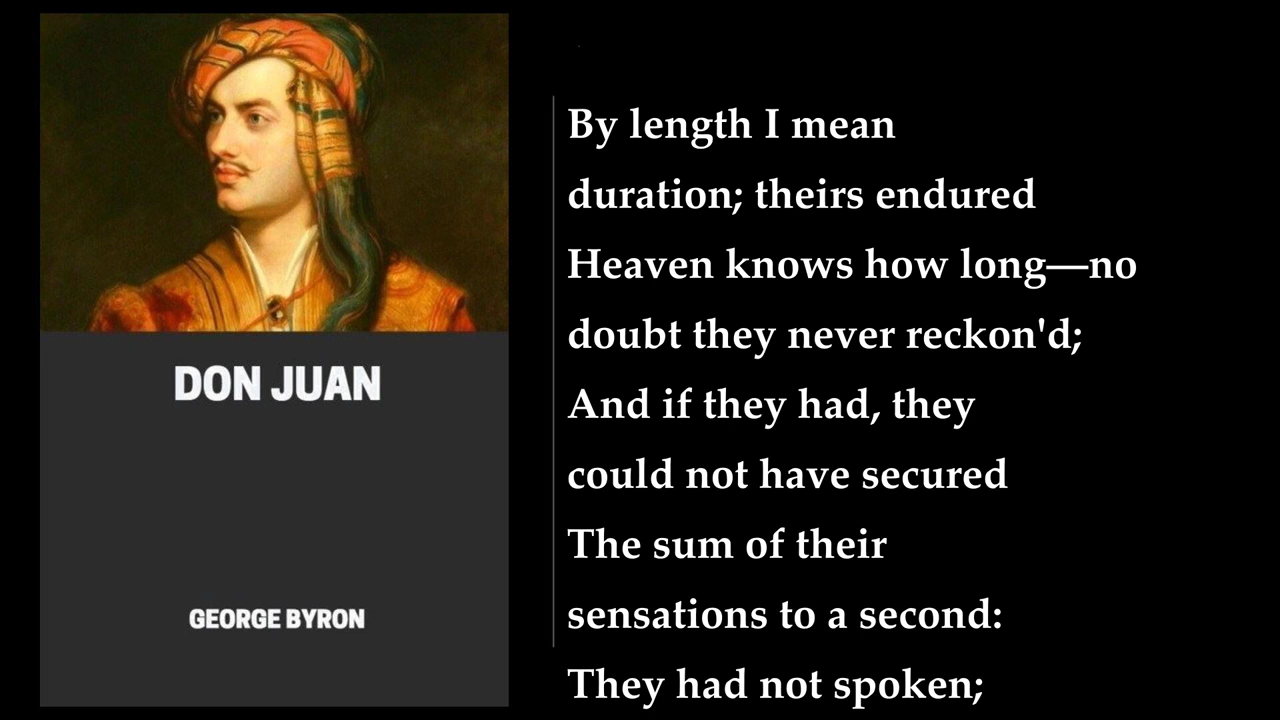 DON JUAN
GEORGE BYRON
By length I mean
duration; theirs endured
Heaven knows how long—no
doubt they never reckon'd;
And if they had, they
could not have secured
The sum of their
sensations to a second:
They had not spoken;